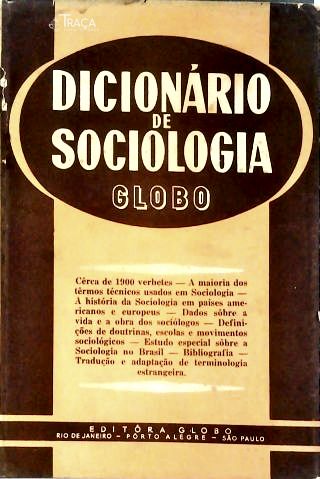 TRAÇA
DICIONÁRIO
DE
SOCIOLOGIA
GLOBO
Cêrca de 1900 verbetes — A maioria dos
têrmos técnicos usados em Sociologia —
A história da Sociologia em países ame-
ricanos e europeus — Dados sôbre a
vida e a obra dos sociólogos — Defini-
ções de doutrinas, escolas e movimentos
sociológicos — Estudo especial sôbre a
Sociologia no Brasil — Bibliografia —
Tradução e adaptação de terminologia
estrangeira.
EDITÔRA GLOBO
RIO DE JANEIRO — PÔRTO ALEGRE — SÃO PAULO